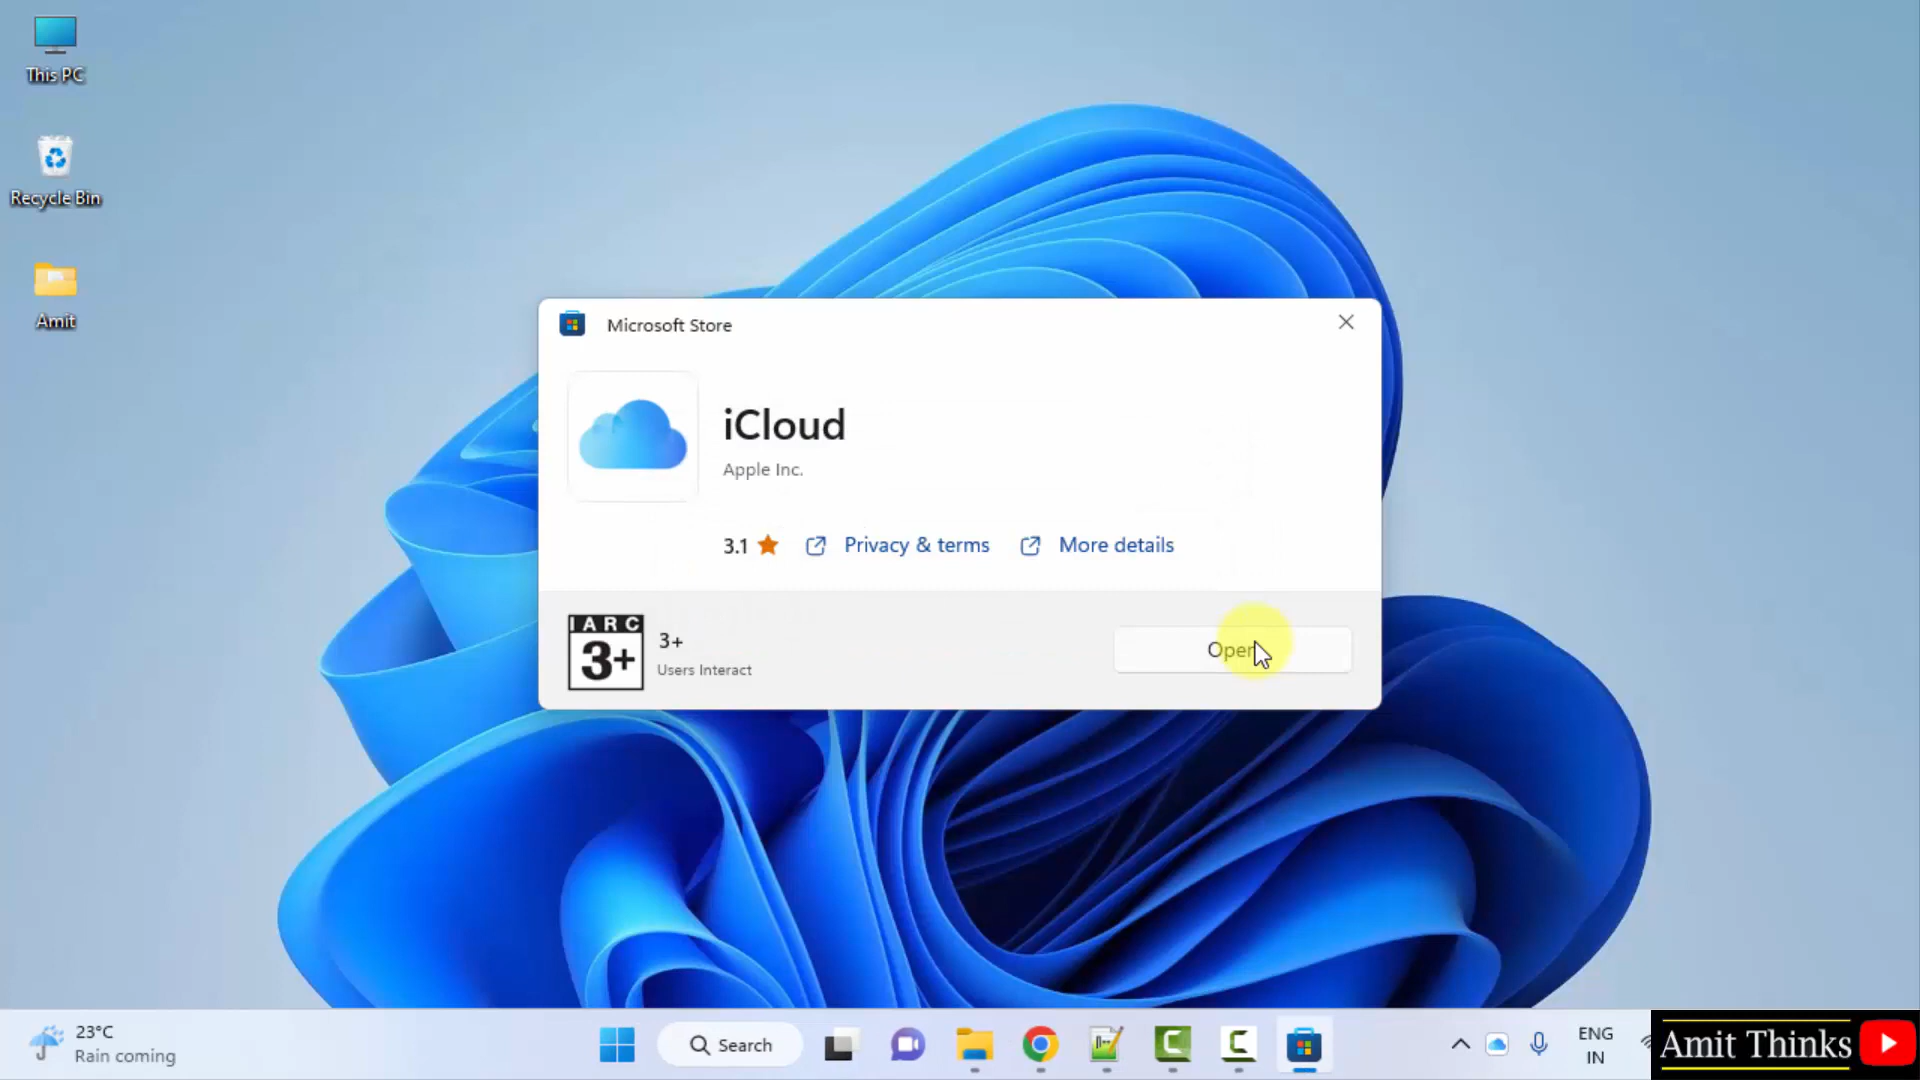 This PC
Recycle Bin
Amit
Microsoft Store
iCloud
Apple Inc.
3.1
Privacy & terms
More details
IARC
3+
3+
Users Interact
Open
23°C
Rain coming
Search
ENG
IN
Amit Thinks